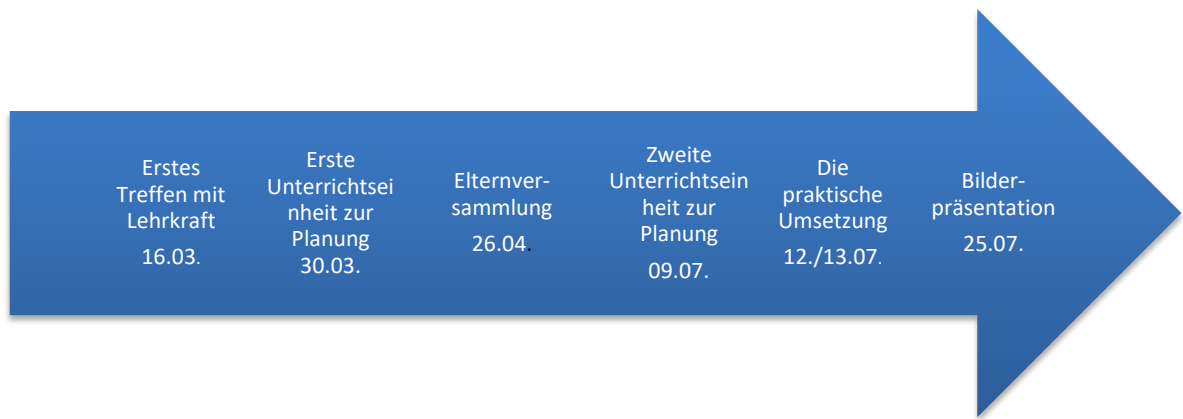 Erstes
Treffen mit
Lehrkraft
16.03.
Erste
Unterrichtsei
nheit zur
Planung
30.03.
Elternver-
sammlung
26.04.
Zweite
Unterrichtsein
heit zur
Planung
09.07.
Die
praktische
Umsetzung
12./13.07.
Bilder-
präsentation
25.07.